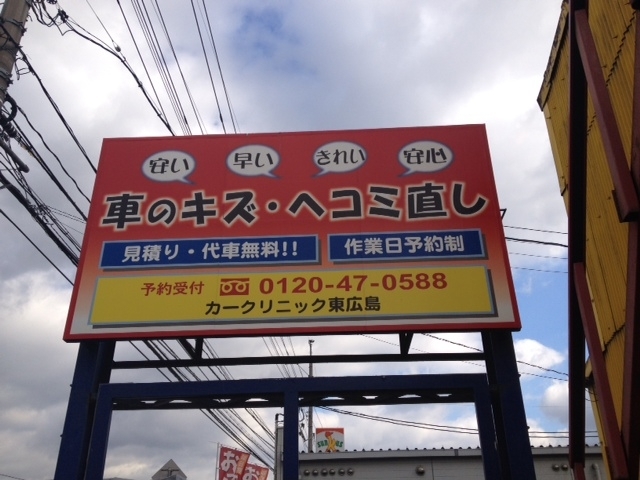 安い 早い きれい 安心
車のキズ・ヘコミ直し
見積り・代車無料!! 作業日予約制
予約受付 0120-47-0588
カークリニック東広島